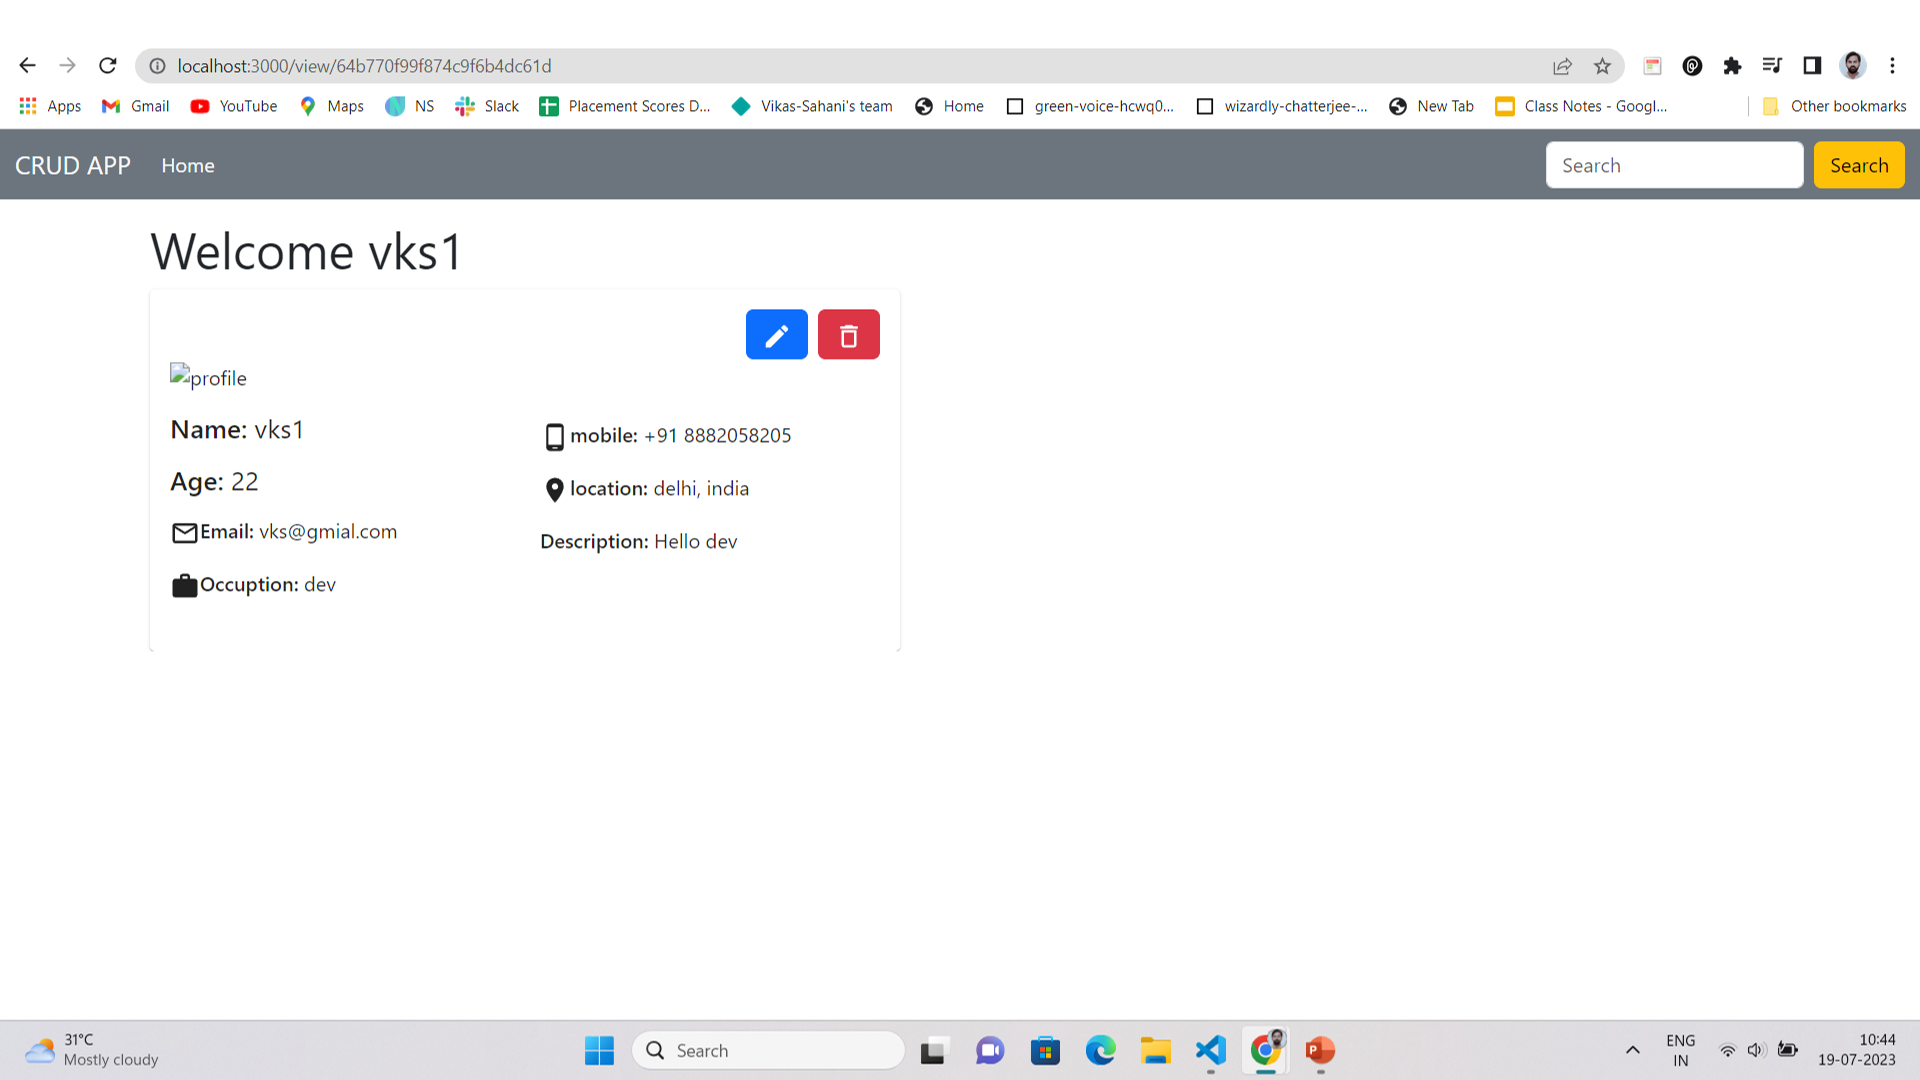 localhost:3000/view/64b770f99f874c9f6b4dc61d
Apps Gmail YouTube Maps NS Slack Placement Scores D... Vikas-Sahani's team Home green-voice-hcwq0... wizardly-chatterjee-... New Tab Class Notes - Googl... Other bookmarks
CRUD APP Home Search Search
Welcome vks1
profile
Name: vks1
Age: 22
Email: vks@gmial.com
Occuption: dev
mobile: +91 8882058205
location: delhi, india
Description: Hello dev
31°C
Mostly cloudy
Search
ENG
IN
10:44
19-07-2023